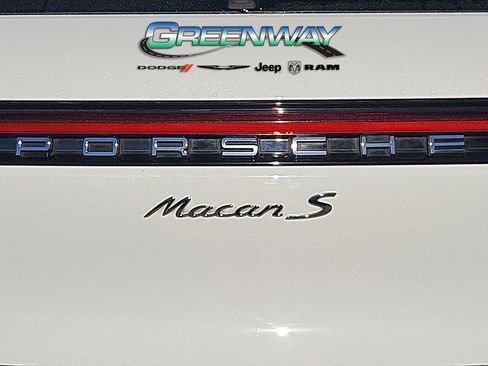 GREENWAY
DODGE Jeep RAM
PORSCHE
Macan S